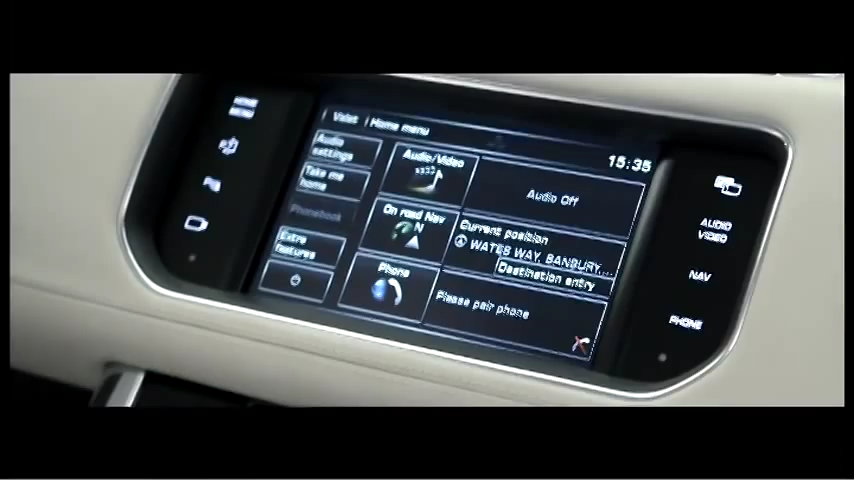 HOME
MENU
Valet
Home menu
15:35
Audio
settings
Take me
home
Phonebook
Extra
features
Audio/Video
Audio Off
On road Nav
N
Current position
WATER WAY, BANBURY,...
Destination entry
Phone
Please pair phone
AUDIO
VIDEO
NAV
PHONE